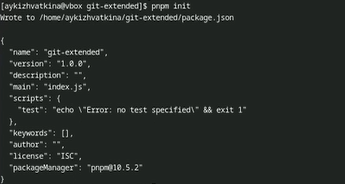 [aykizhvatkina@vbox git-extended]$ pnpm init
Wrote to /home/aykizhvatkina/git-extended/package.json
{
  "name": "git-extended",
  "version": "1.0.0",
  "description": "",
  "main": "index.js",
  "scripts": {
    "test": "echo \"Error: no test specified\" && exit 1"
  },
  "keywords": [],
  "author": "",
  "license": "ISC",
  "packageManager": "pnpm@10.5.2"
}